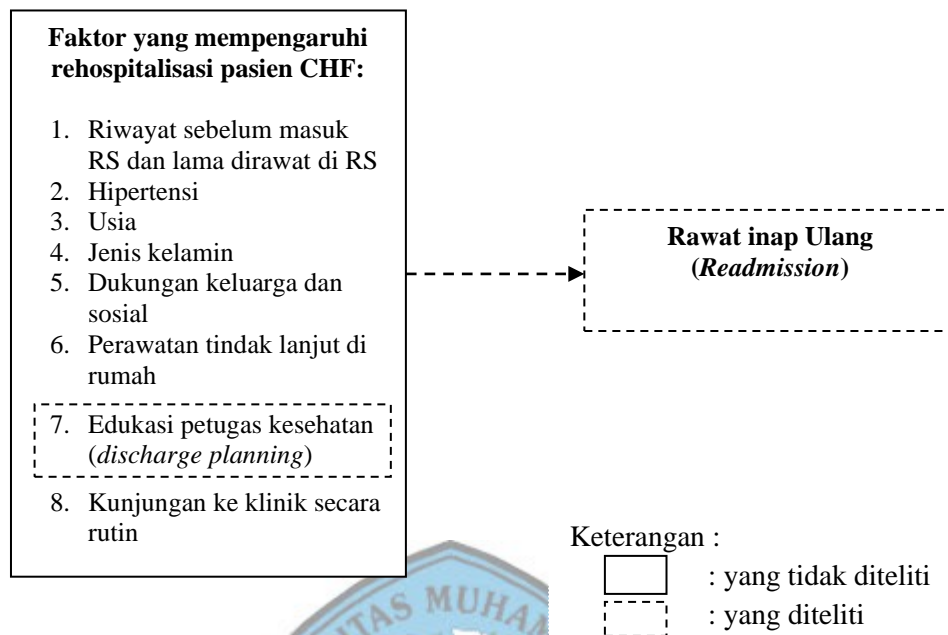 Faktor yang mempengaruhi
rehospitalisasi pasien CHF:
1. Riwayat sebelum masuk
RS dan lama dirawat di RS
2. Hipertensi
3. Usia
4. Jenis kelamin
5. Dukungan keluarga dan
sosial
6. Perawatan tindak lanjut di
rumah
7. Edukasi petugas kesehatan
(discharge planning)
8. Kunjungan ke klinik secara
rutin
Rawat inap Ulang
(Readmission)
Keterangan :
: yang tidak diteliti
: yang diteliti